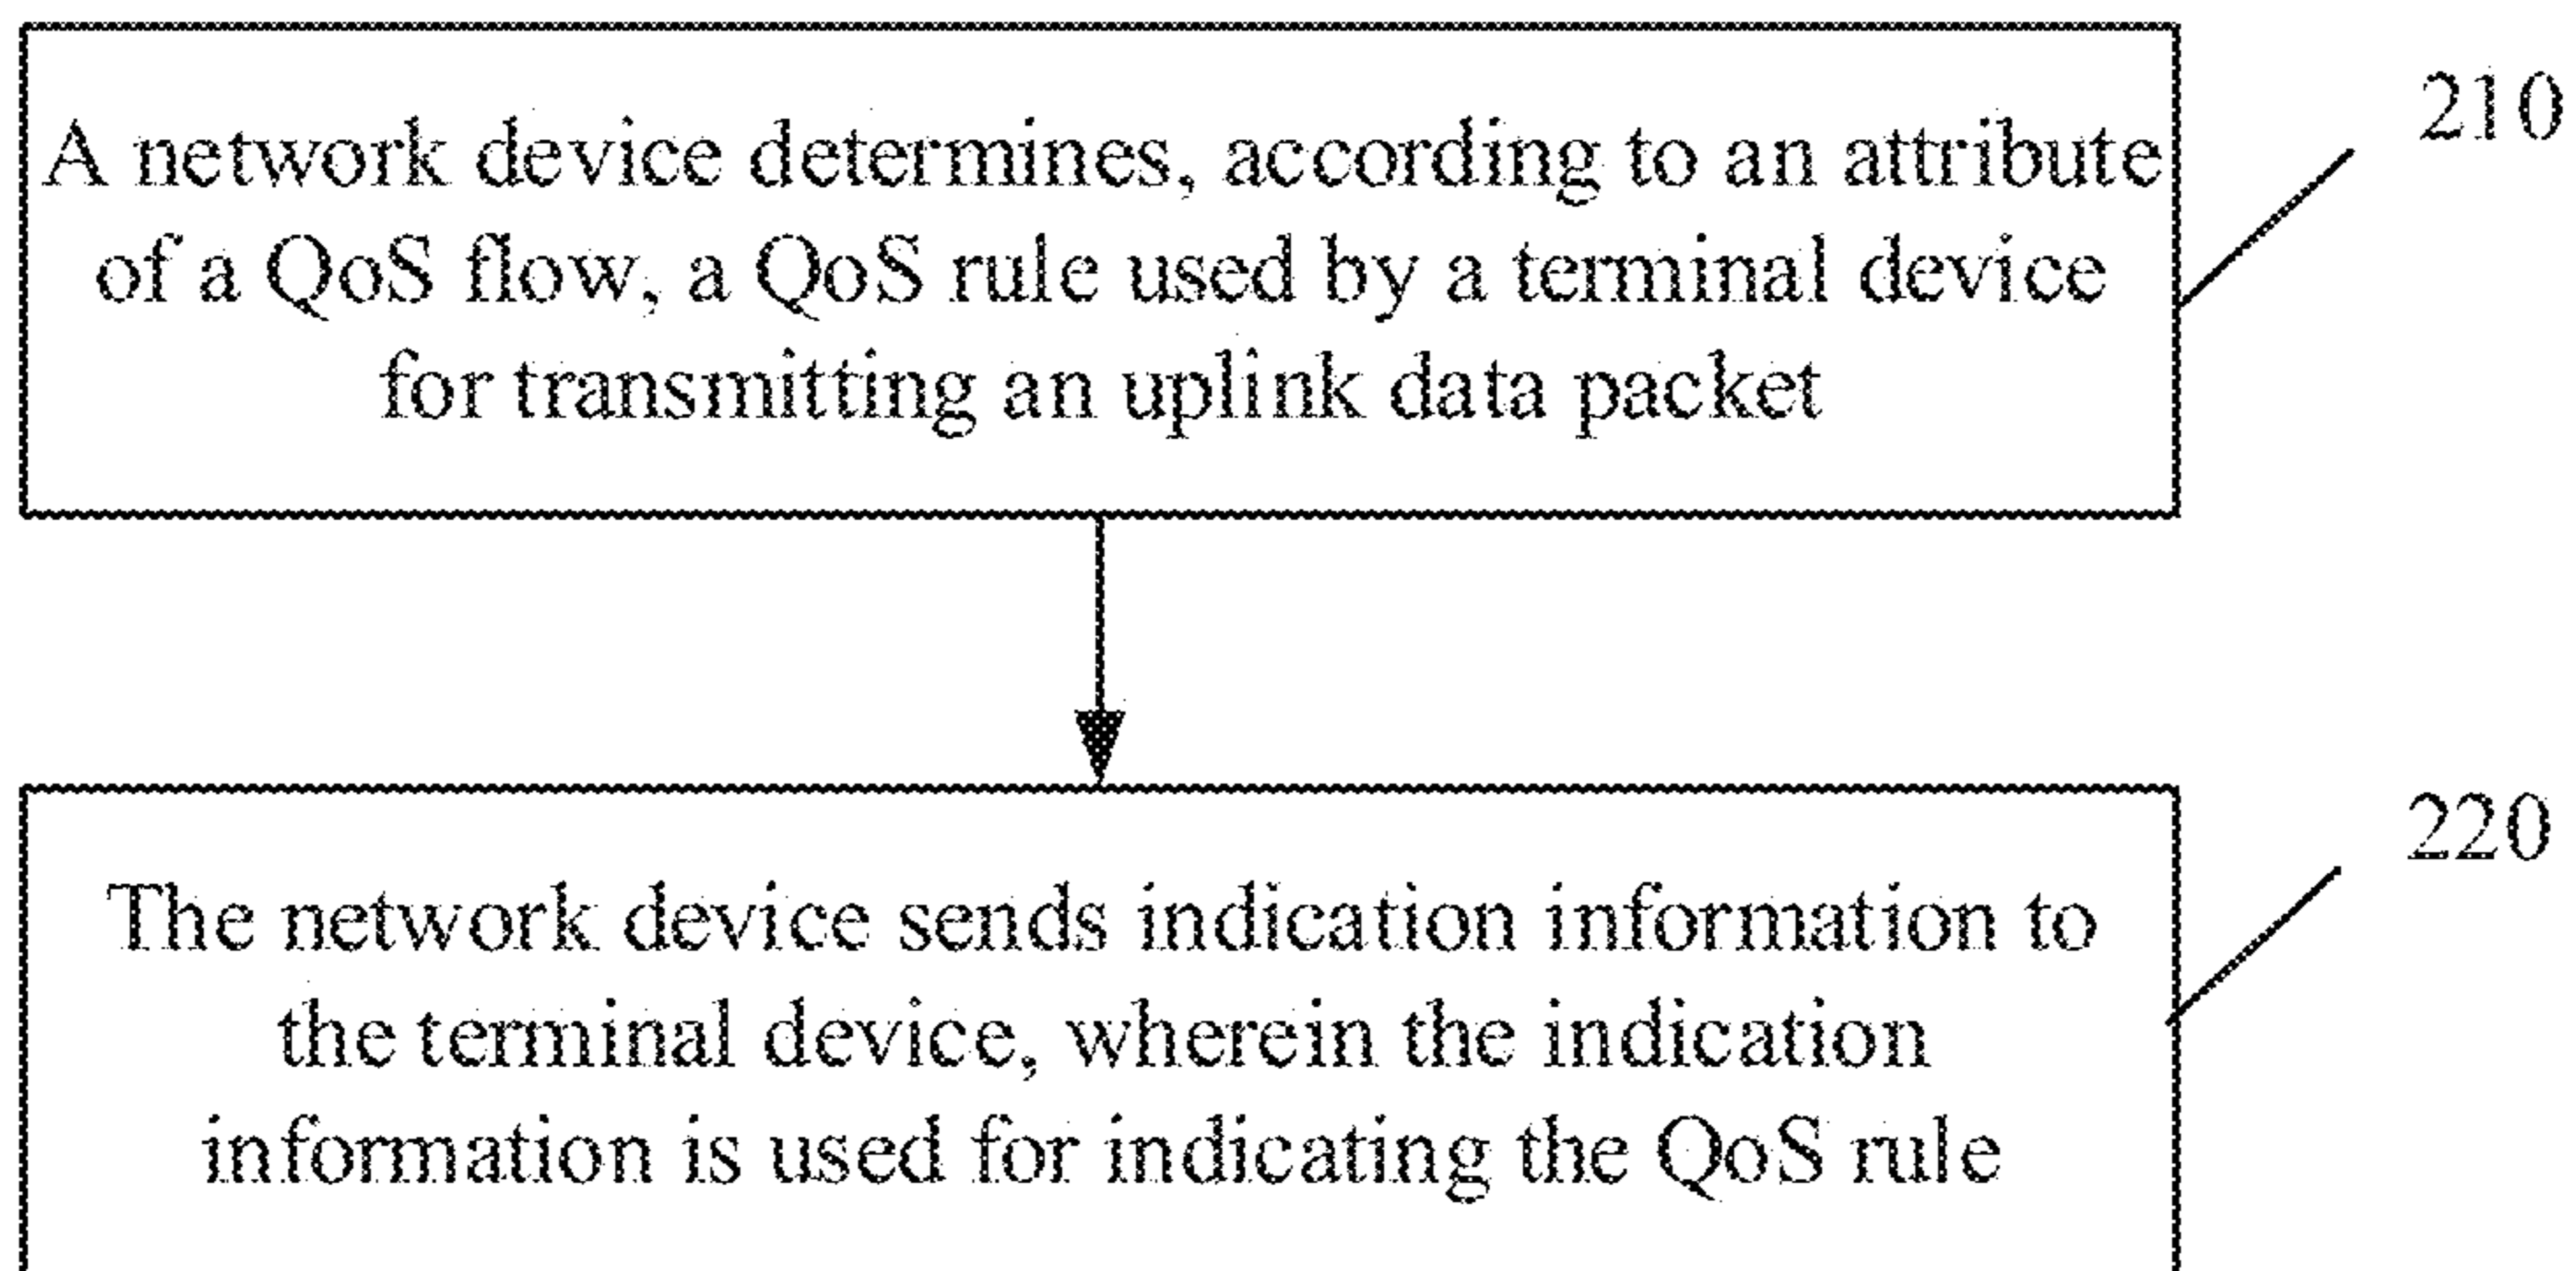 A network device determines, according to an attribute
of a QoS flow, a QoS rule used by a terminal device
for transmitting an uplink data packet
210
The network device sends indication information to
the terminal device, wherein the indication
information is used for indicating the QoS rule
220